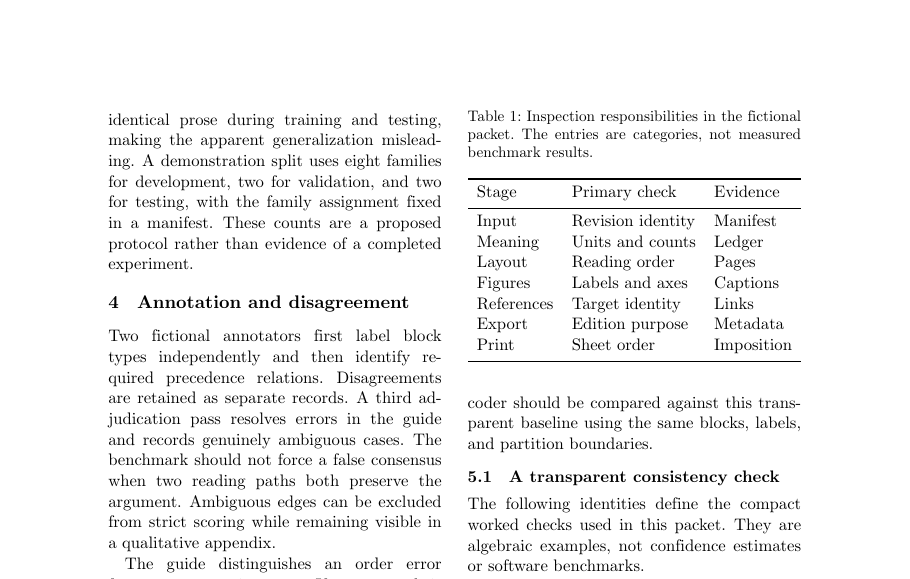 identical prose during training and testing,
making the apparent generalization mislead-
ing. A demonstration split uses eight families
for development, two for validation, and two
for testing, with the family assignment fixed
in a manifest. These counts are a proposed
protocol rather than evidence of a completed
experiment.
4 Annotation and disagreement
Two fictional annotators first label block
types independently and then identify re-
quired precedence relations. Disagreements
are retained as separate records. A third ad-
judication pass resolves errors in the guide
and records genuinely ambiguous cases. The
benchmark should not force a false consensus
when two reading paths both preserve the
argument. Ambiguous edges can be excluded
from strict scoring while remaining visible in
a qualitative appendix.
The guide distinguishes an order error
Table 1: Inspection responsibilities in the fictional
packet. The entries are categories, not measured
benchmark results.
Stage Primary check Evidence
Input Revision identity Manifest
Meaning Units and counts Ledger
Layout Reading order Pages
Figures Labels and axes Captions
References Target identity Links
Export Edition purpose Metadata
Print Sheet order Imposition
coder should be compared against this trans-
parent baseline using the same blocks, labels,
and partition boundaries.
5.1 A transparent consistency check
The following identities define the compact
worked checks used in this packet. They are
algebraic examples, not confidence estimates
or software benchmarks.